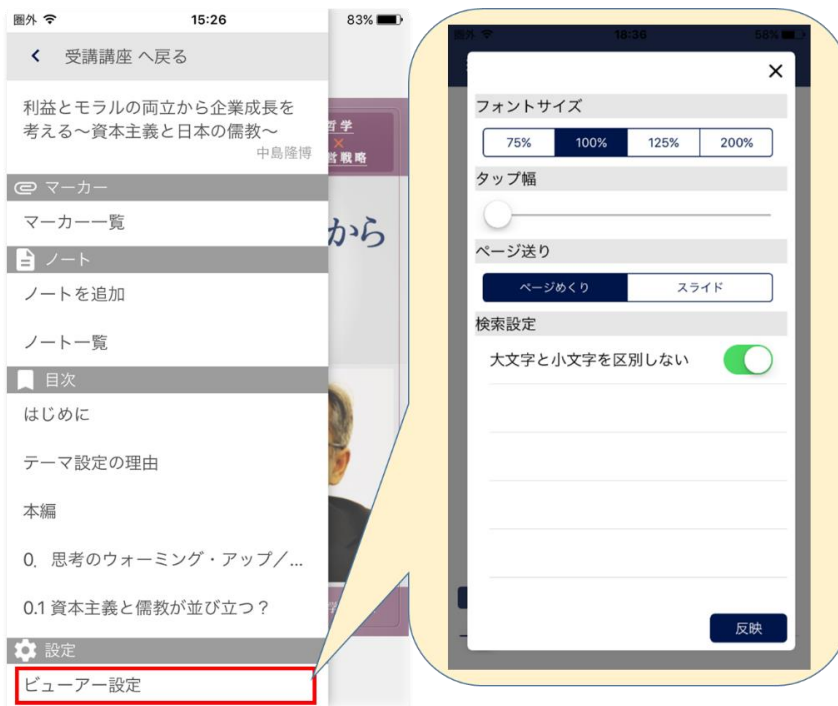 圏外 15:26 83%
受講講座 へ戻る
利益とモラルの両立から企業成長を
考える～資本主義と日本の儒教～
中島隆博
マーカー
マーカー一覧
ノート
ノートを追加
ノート一覧
目次
はじめに
テーマ設定の理由
本編
0．思考のウォーミング・アップ／...
0.1 資本主義と儒教が並び立つ？
設定
ビューアー設定
哲学
×
営戦略
から
圏外 18:36 58%
×
フォントサイズ
75% 100% 125% 200%
タップ幅
ページ送り
ページめくり スライド
検索設定
大文字と小文字を区別しない
反映